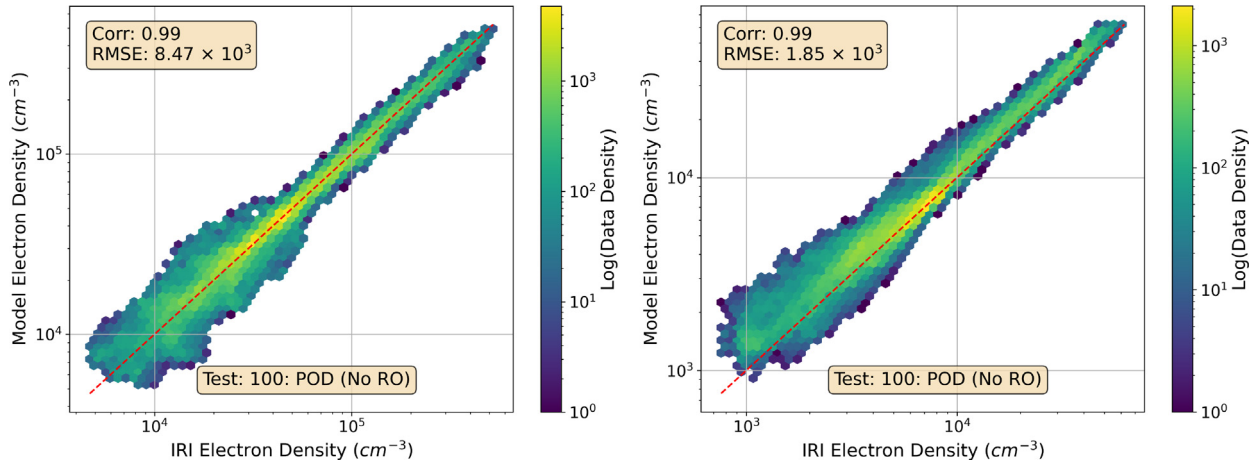 Corr: 0.99
RMSE: 8.47 × 10³
Test: 100: POD (No RO)
Model Electron Density (cm⁻³)
10⁵
10⁴
10⁴
10⁵
IRI Electron Density (cm⁻³)
10³
10²
10¹
10⁰
Log(Data Density)
Corr: 0.99
RMSE: 1.85 × 10³
Test: 100: POD (No RO)
Model Electron Density (cm⁻³)
10⁴
10³
10³
10⁴
IRI Electron Density (cm⁻³)
10³
10²
10¹
10⁰
Log(Data Density)